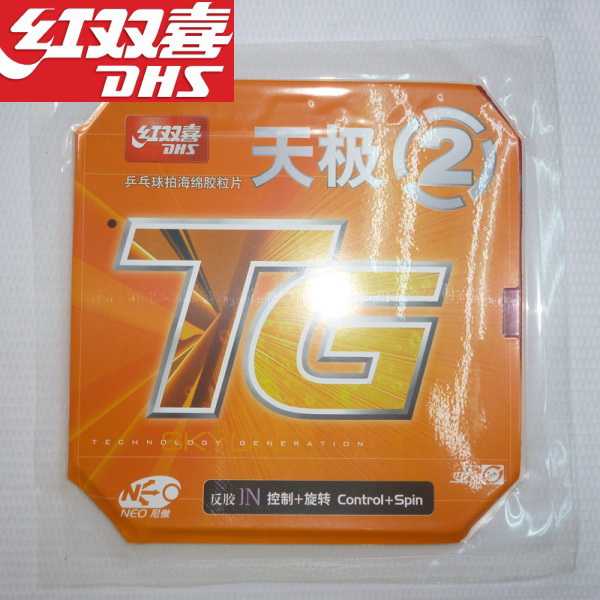 红双喜
DHS
红双喜
DHS
天极 2
乒乓球拍海绵胶粒片
TG
TECHNOLOGY GENERATION
SKY
NEO
NEO 尼傲
反胶 IN 控制+旋转 Control+Spin